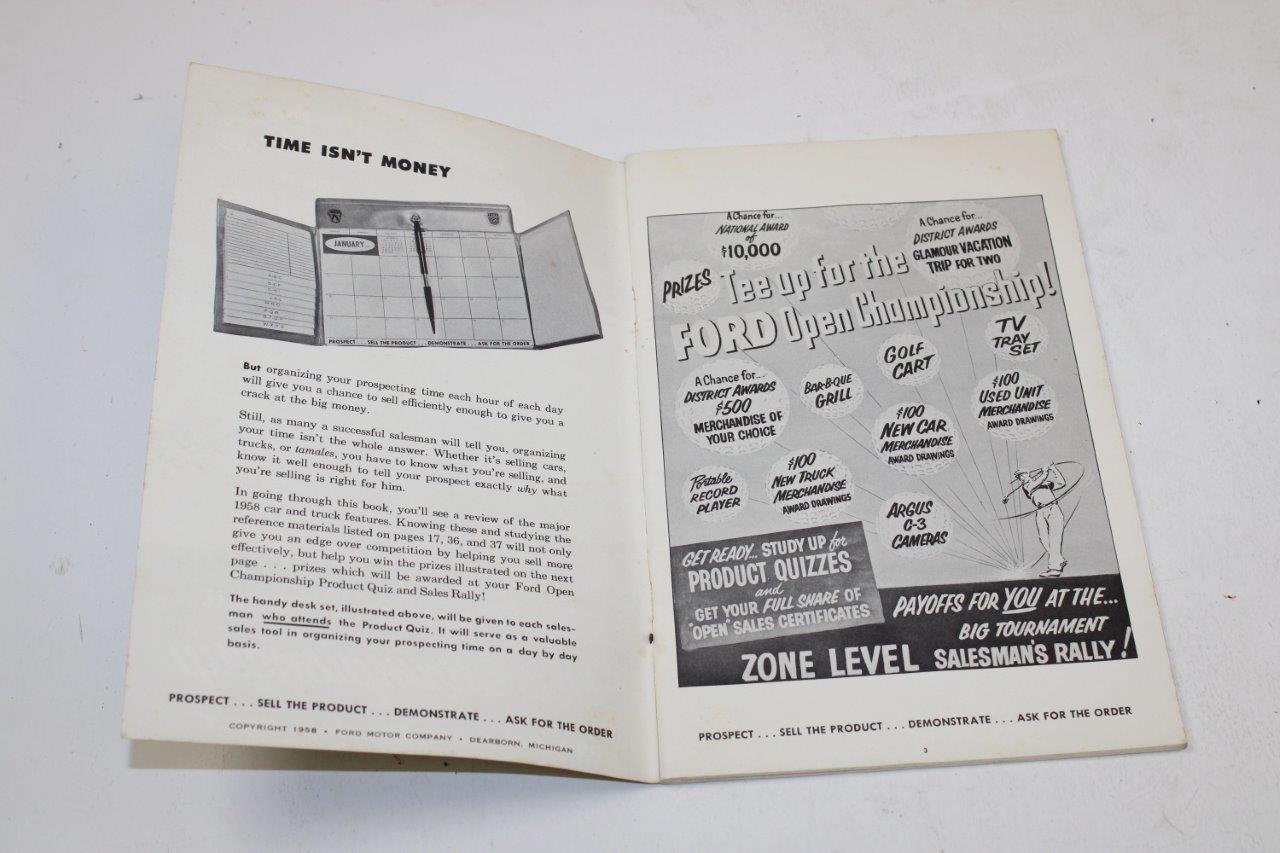 TIME ISN'T MONEY
JANUARY
A-B-C
D-E-F
W-X-Y-Z
PROSPECT . . . SELL THE PRODUCT . . . DEMONSTRATE . . . ASK FOR THE ORDER
But organizing your prospecting time each hour of each day
will give you a chance to sell efficiently enough to give you a
crack at the big money.
Still, as many a successful salesman will tell you, organizing
your time isn't the whole answer. Whether it's selling cars,
trucks, or tamales, you have to know what you're selling, and
know it well enough to tell your prospect exactly why what
you're selling is right for him.
In going through this book, you'll see a review of the major
1958 car and truck features. Knowing these and studying the
reference materials listed on pages 17, 36, and 37 will not only
give you an edge over competition by helping you sell more
effectively, but help you win the prizes illustrated on the next
page . . . prizes which will be awarded at your Ford Open
Championship Product Quiz and Sales Rally!
The handy desk set, illustrated above, will be given to each sales-
man who attends the Product Quiz. It will serve as a valuable
sales tool in organizing your prospecting time on a day by day
basis.
PROSPECT . . . SELL THE PRODUCT . . . DEMONSTRATE . . . ASK FOR THE ORDER
COPYRIGHT 1958 • FORD MOTOR COMPANY • DEARBORN, MICHIGAN
A Chance for...
NATIONAL AWARD
of
$10,000
A Chance for...
DISTRICT AWARDS
GLAMOUR VACATION
TRIP FOR TWO
PRIZES
Tee up for the
FORD Open Championship!
TV
TRAY
SET
GOLF
CART
A Chance for...
DISTRICT AWARDS
$500
MERCHANDISE OF
YOUR CHOICE
BAR-B-QUE
GRILL
$100
NEW CAR
MERCHANDISE
AWARD DRAWINGS
$100
USED UNIT
MERCHANDISE
AWARD DRAWINGS
Portable
RECORD
PLAYER
$100
NEW TRUCK
MERCHANDISE
AWARD DRAWINGS
ARGUS
C-3
CAMERAS
GET READY... STUDY UP for
PRODUCT QUIZZES
and
GET YOUR FULL SHARE OF
"OPEN" SALES CERTIFICATES
PAYOFFS FOR YOU AT THE...
BIG TOURNAMENT
ZONE LEVEL SALESMAN'S RALLY!
PROSPECT . . . SELL THE PRODUCT . . . DEMONSTRATE . . . ASK FOR THE ORDER
3